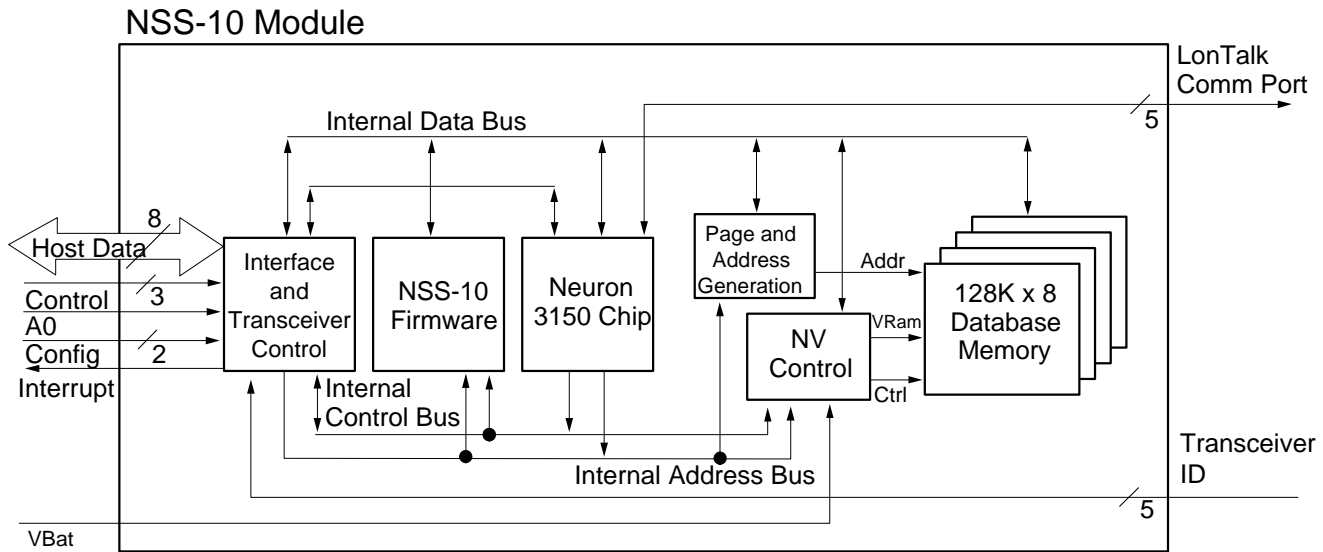 NSS-10 Module
LonTalk
Comm Port
5
Internal Data Bus
8
Host Data
Control
3
A0
Config
2
Interrupt
Interface
and
Transceiver
Control
NSS-10
Firmware
Neuron
3150 Chip
Page and
Address
Generation
Addr
128K x 8
Database
Memory
VRam
NV
Control
Ctrl
Internal
Control Bus
Internal Address Bus
Transceiver
ID
5
VBat